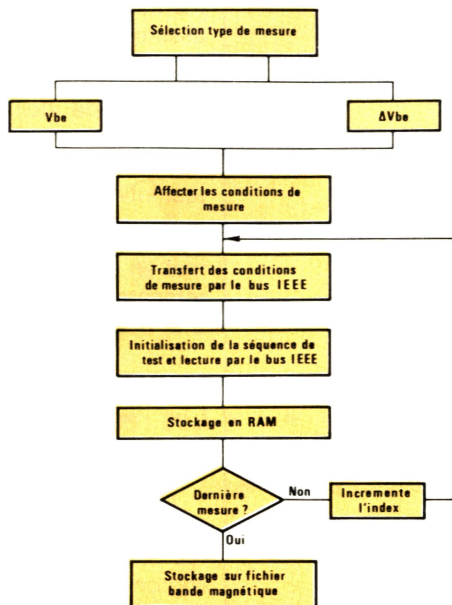 Sélection type de mesure
Vbe
ΔVbe
Affecter les conditions de
mesure
Transfert des conditions
de mesure par le bus IEEE
Initialisation de la séquence de
test et lecture par le bus IEEE
Stockage en RAM
Dernière
mesure ?
Non
Incremente
l'index
Oui
Stockage sur fichier
bande magnétique